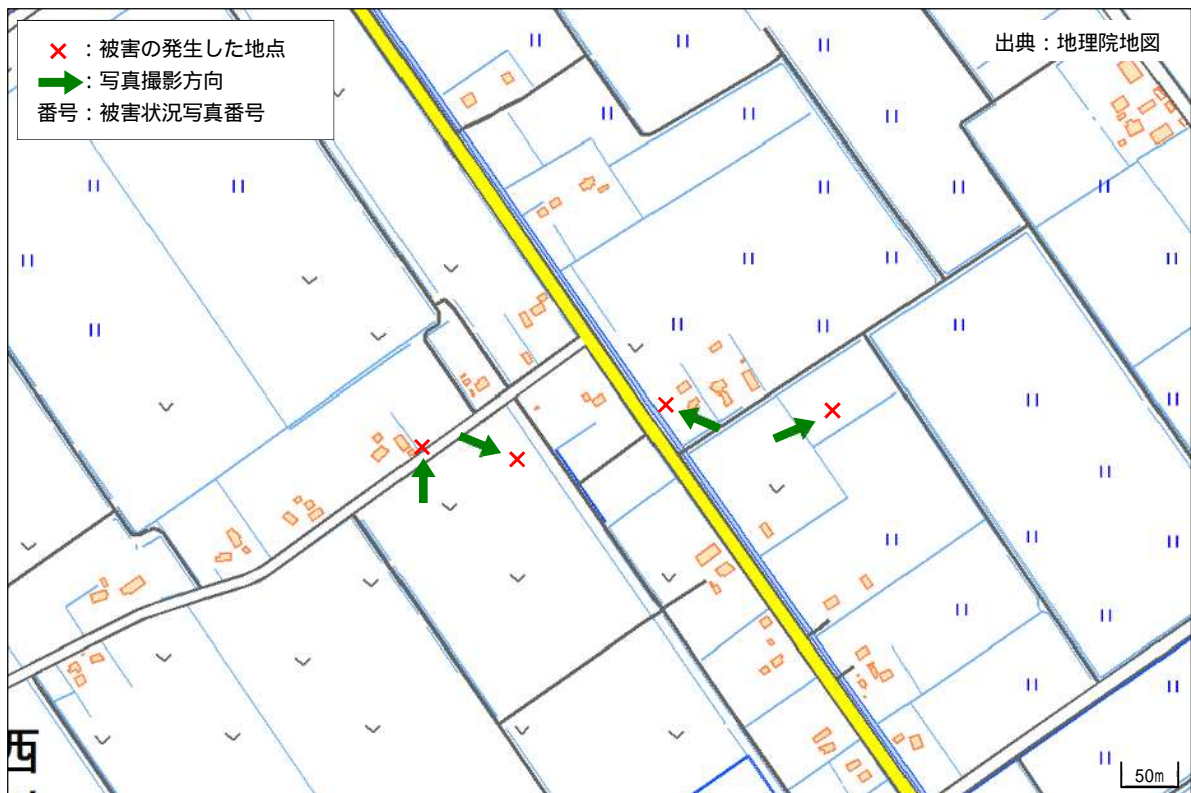 ×：被害の発生した地点
：写真撮影方向
番号：被害状況写真番号
出典：地理院地図
西
50m